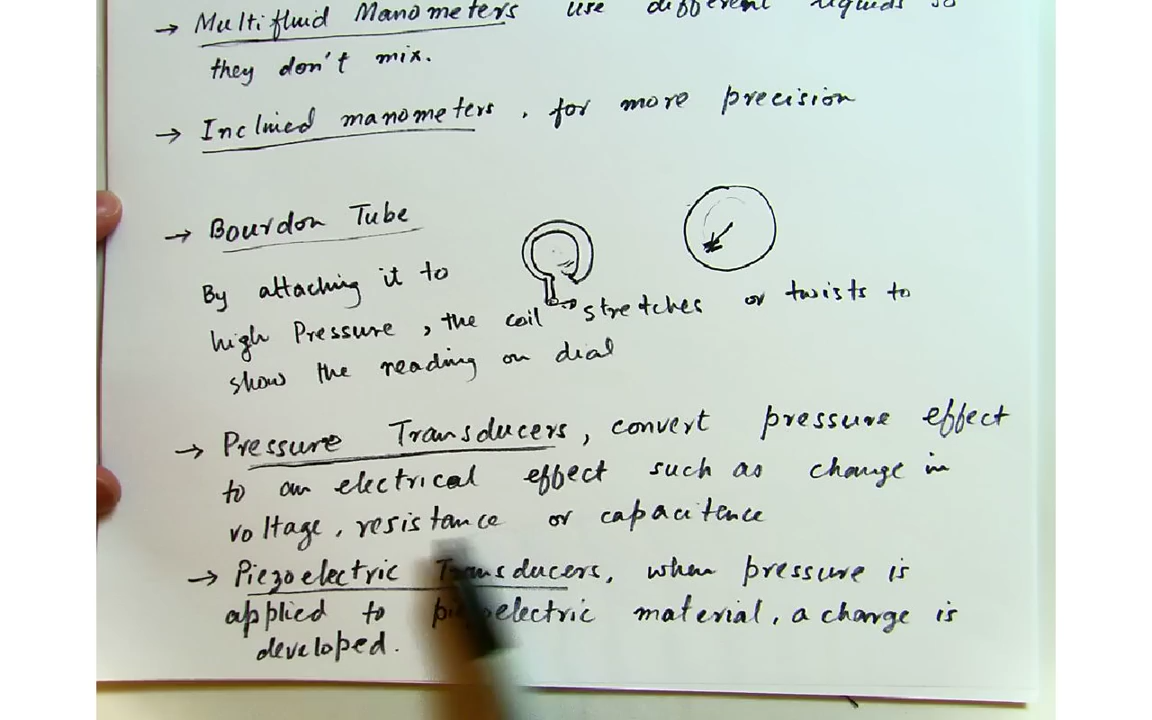 → Multifluid Manometers use different liquids so
they don't mix.
→ Inclined manometers, for more precision
→ Bourdon Tube
By attaching it to
high Pressure, the coil stretches or twists to
show the reading on dial
→ Pressure Transducers, convert pressure effect
to an electrical effect such as change in
voltage, resistance or capacitence
→ Piezoelectric Transducers, when pressure is
applied to piezoelectric material, a change is
developed.